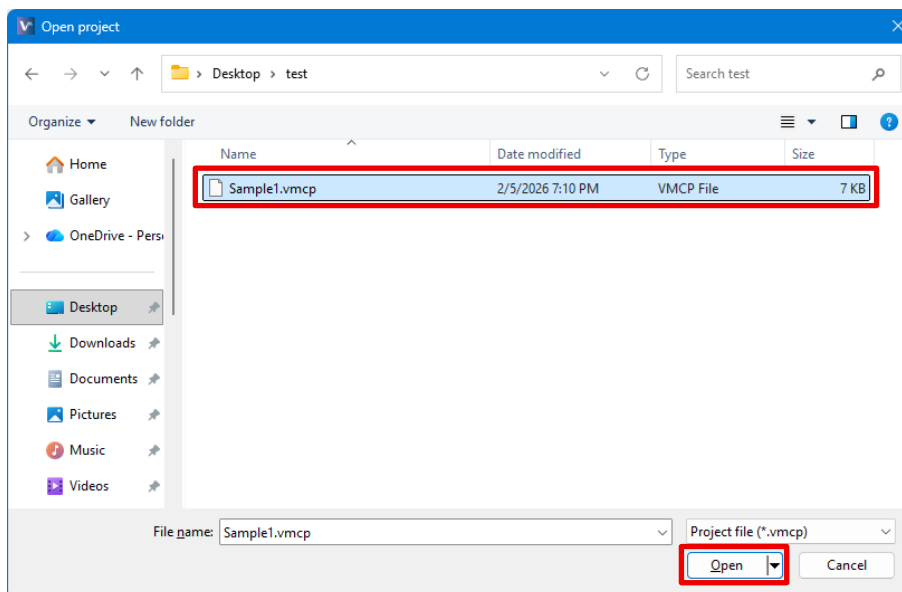 Open project
Desktop > test
Search test
Organize
New folder
Name
Date modified
Type
Size
Sample1.vmcp
2/5/2026 7:10 PM
VMCP File
7 KB
Home
Gallery
OneDrive - Pers
Desktop
Downloads
Documents
Pictures
Music
Videos
File name:
Sample1.vmcp
Project file (*.vmcp)
Open
Cancel